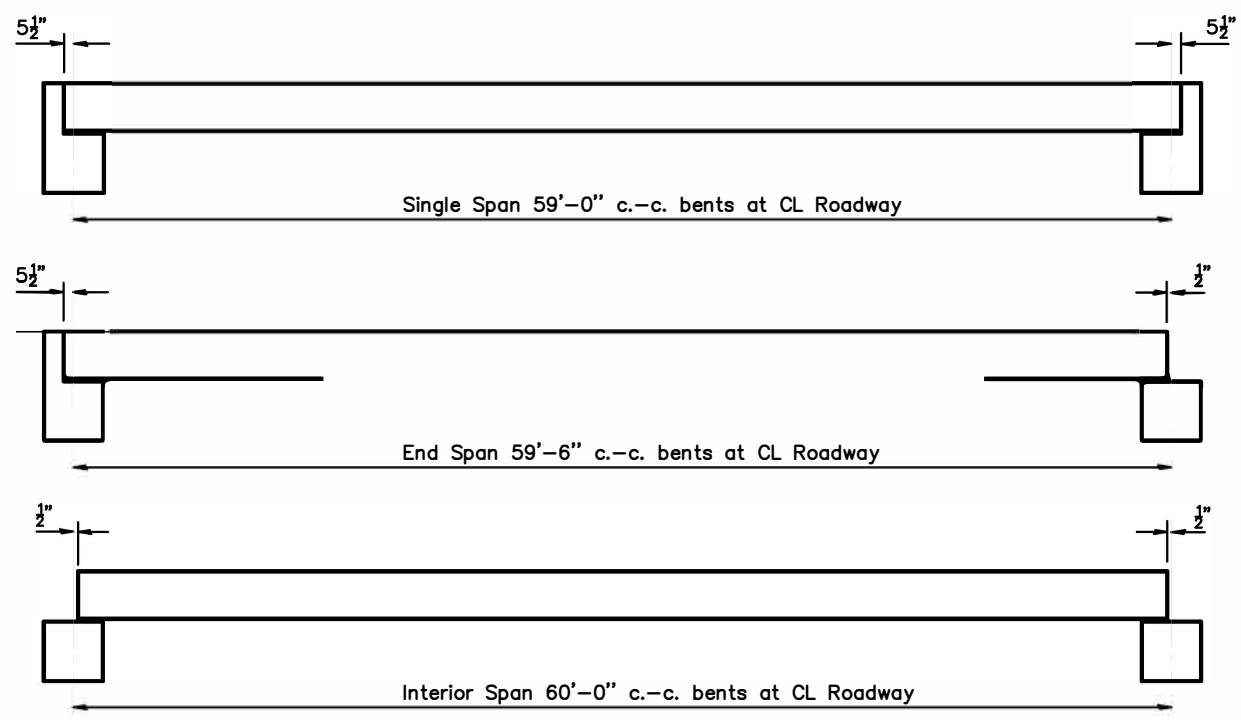 5½" 5½"
Single Span 59'-0" c.-c. bents at CL Roadway
5½" ½"
End Span 59'-6" c.-c. bents at CL Roadway
½" ½"
Interior Span 60'-0" c.-c. bents at CL Roadway